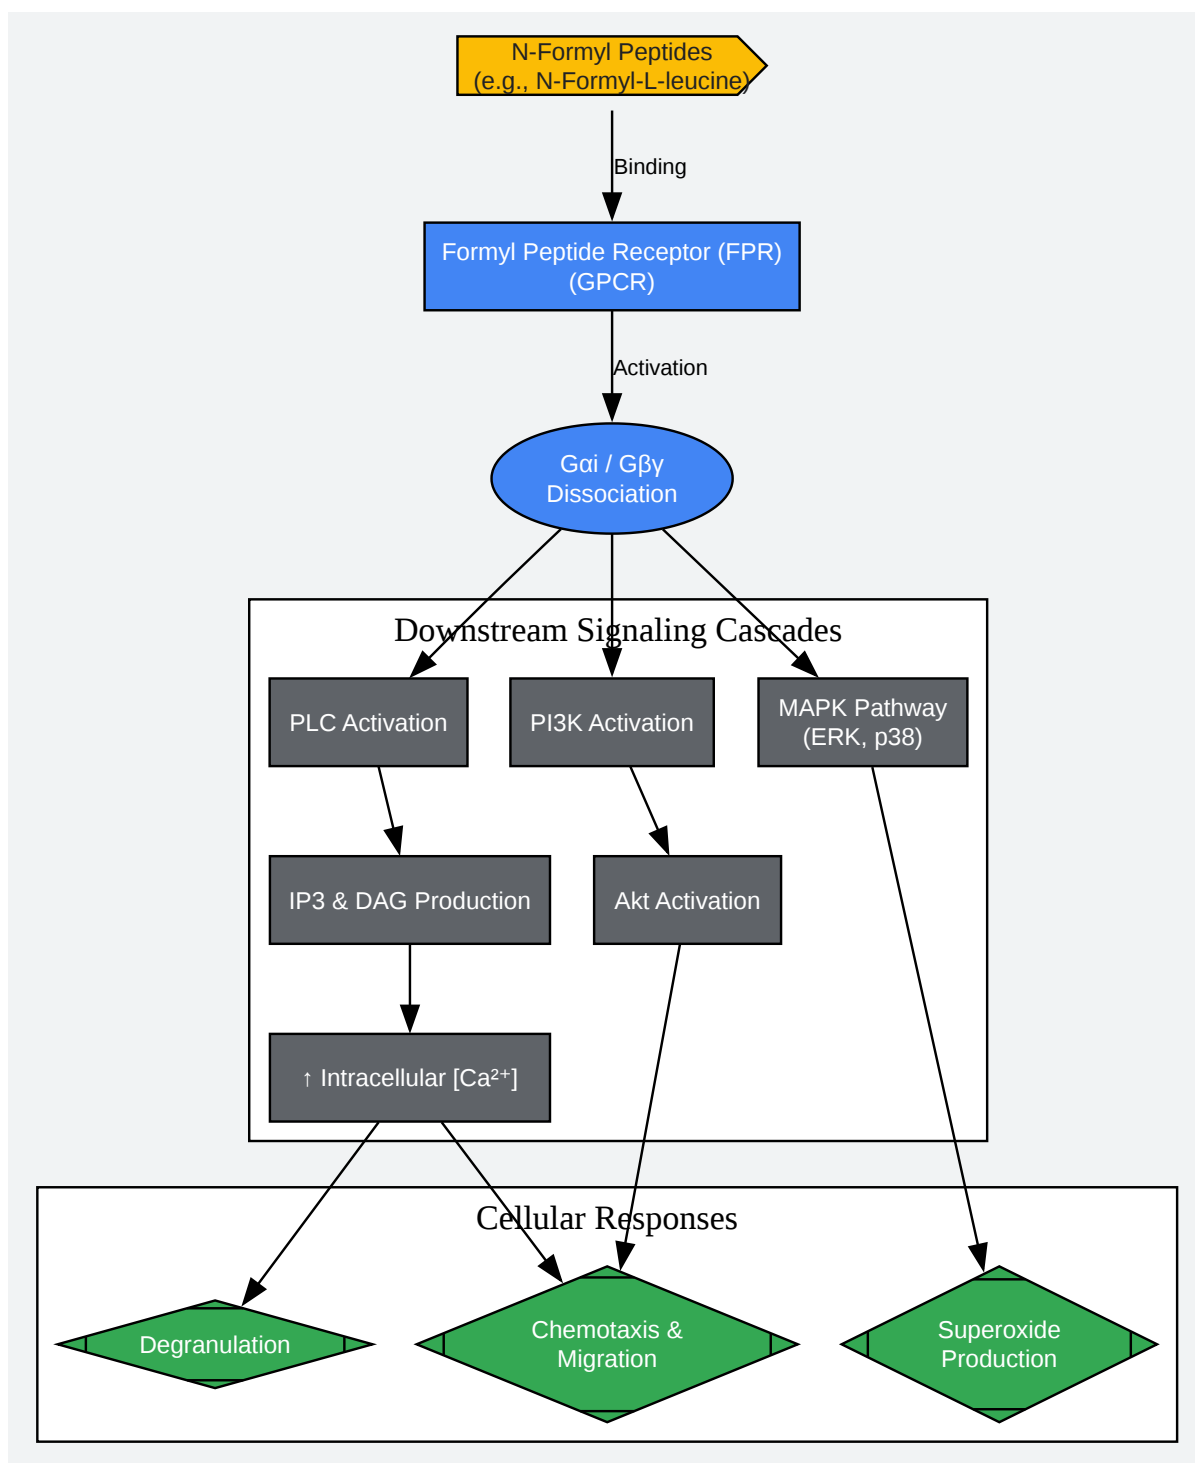 N-Formyl Peptides
(e.g., N-Formyl-L-leucine)
Binding
Formyl Peptide Receptor (FPR)
(GPCR)
Activation
Gαi / Gβγ
Dissociation
Downstream Signaling Cascades
PLC Activation
PI3K Activation
MAPK Pathway
(ERK, p38)
IP3 & DAG Production
Akt Activation
↑ Intracellular [Ca²⁺]
Cellular Responses
Degranulation
Chemotaxis &
Migration
Superoxide
Production